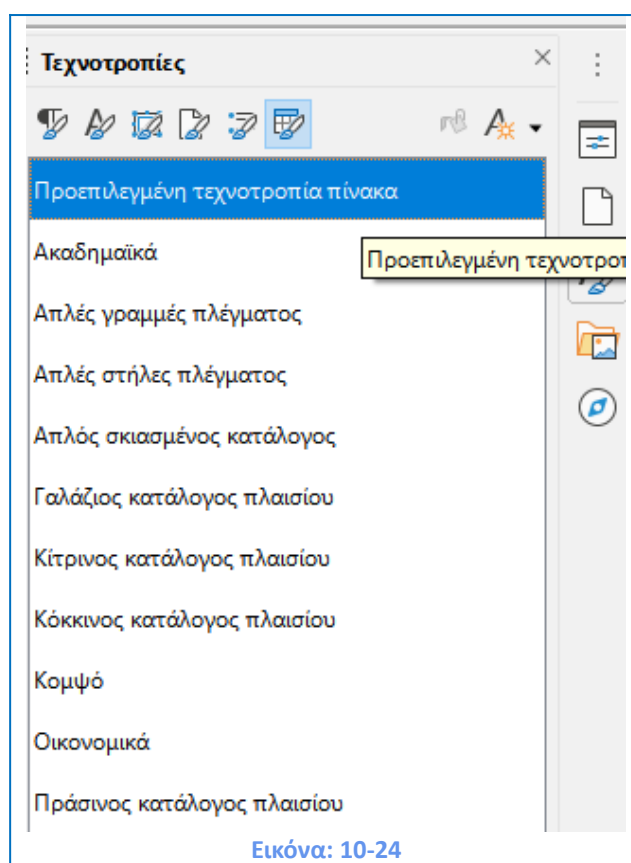 Τεχνοτροπίες
Προεπιλεγμένη τεχνοτροπία πίνακα
Ακαδημαϊκά
Προεπιλεγμένη
Απλές γραμμές πλέγματος
Απλές στήλες πλέγματος
Απλός σκιασμένος κατάλογος
Γαλάζιος κατάλογος πλαισίου
Κίτρινος κατάλογος πλαισίου
Κόκκινος κατάλογος πλαισίου
Κομψό
Οικονομικά
Πράσινος κατάλογος πλαισίου
Εικόνα: 10-24